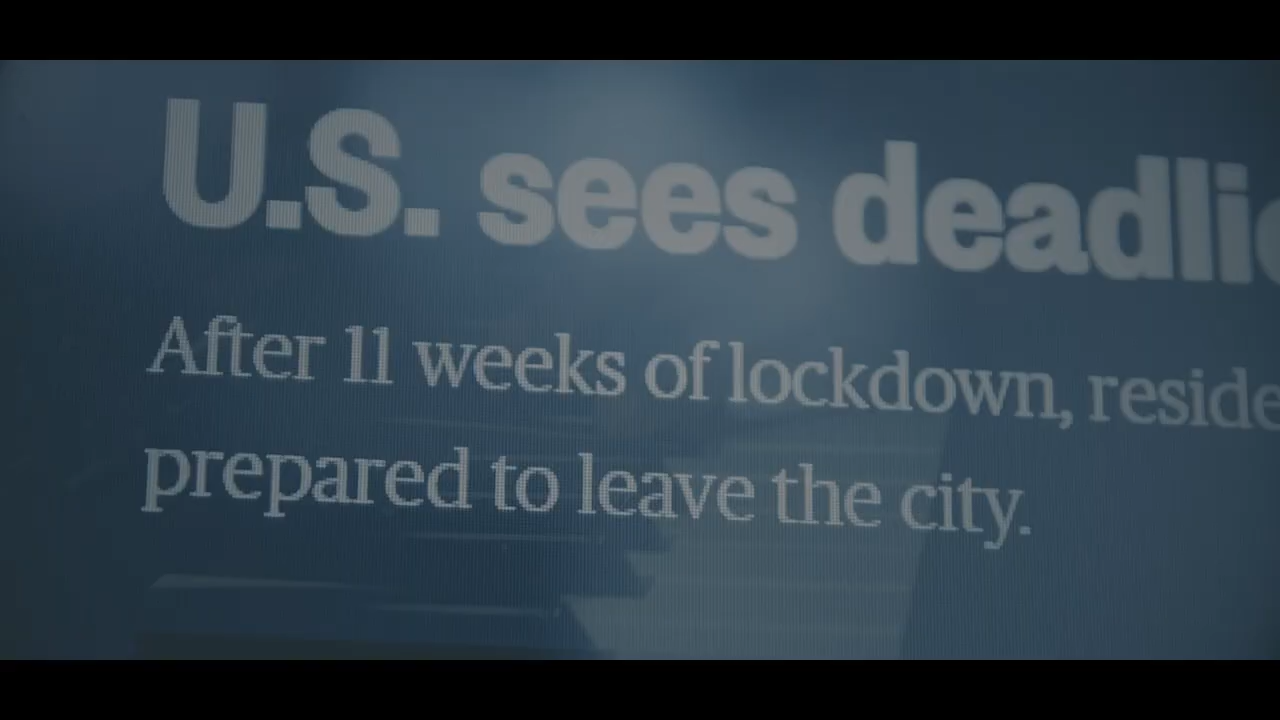 U.S. sees
After 11 weeks of lockdown,
prepared to leave the city.